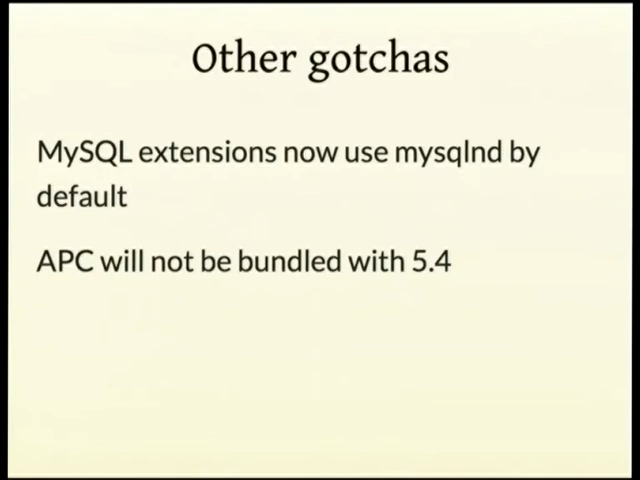 Other gotchas
MySQL extensions now use mysqlnd by
default
APC will not be bundled with 5.4